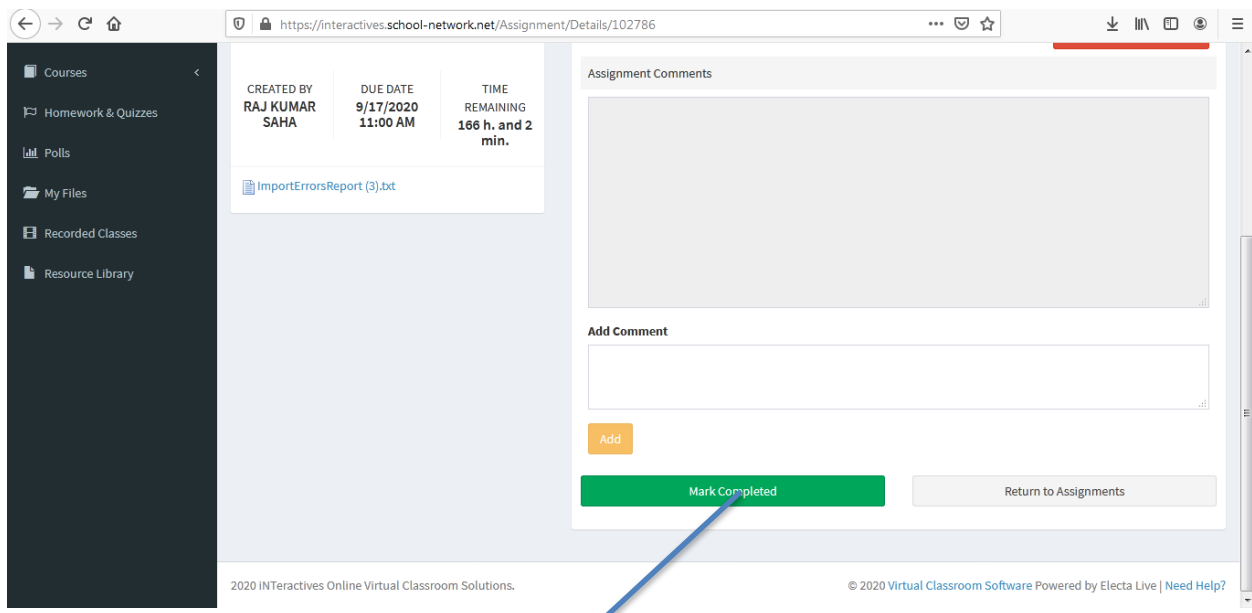 https://interactives.school-network.net/Assignment/Details/102786
Courses
Homework & Quizzes
Polls
My Files
Recorded Classes
Resource Library
CREATED BY
RAJ KUMAR
SAHA
DUE DATE
9/17/2020
11:00 AM
TIME
REMAINING
166 h. and 2
min.
ImportErrorsReport (3).txt
Assignment Comments
Add Comment
Add
Mark Completed
Return to Assignments
2020 iNTeractives Online Virtual Classroom Solutions.
© 2020 Virtual Classroom Software Powered by Electa Live | Need Help?